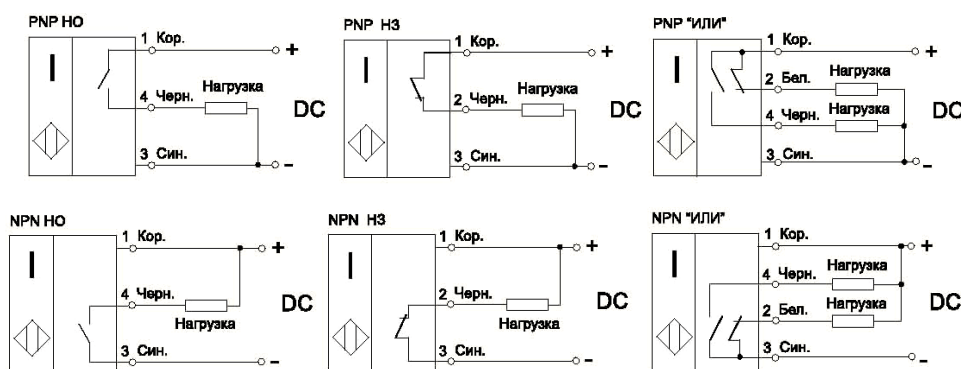 PNP НО
1 Кор.
+
Нагрузка
4 Черн.
DC
3 Син.
-
PNP НЗ
1 Кор.
+
Нагрузка
2 Черн.
DC
3 Син.
-
PNP "ИЛИ"
1 Кор.
+
Нагрузка
2 Бел.
Нагрузка
4 Черн.
DC
3 Син.
-
NPN НО
1 Кор.
+
4 Черн.
Нагрузка
DC
3 Син.
-
NPN НЗ
1 Кор.
+
2 Черн.
Нагрузка
DC
3 Син.
-
NPN "ИЛИ"
1 Кор.
+
Нагрузка
4 Черн.
Нагрузка
2 Бел.
DC
3 Син.
-